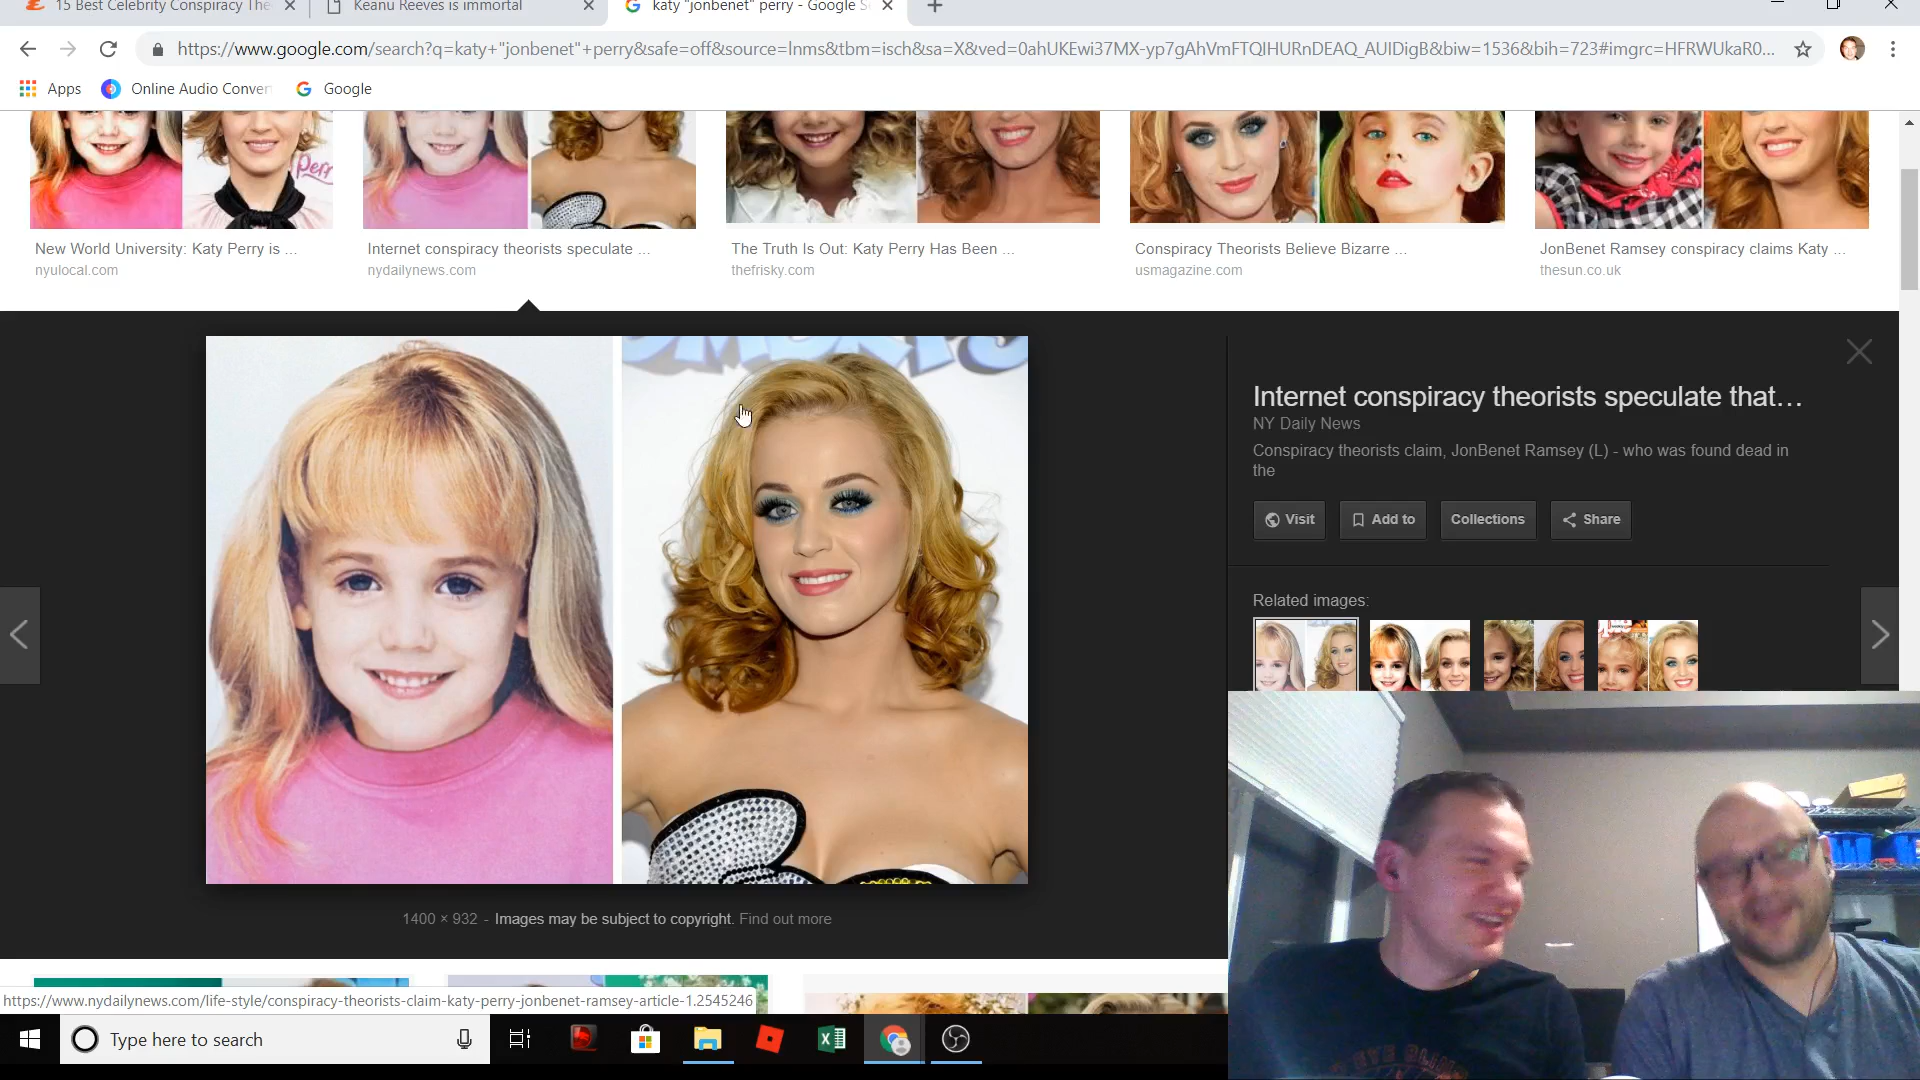 15 Best Celebrity Conspiracy The
Keanu Reeves is immortal
katy "jonbenet" perry - Google S
https://www.google.com/search?q=katy+"jonbenet"+perry&safe=off&source=lnms&tbm=isch&sa=X&ved=0ahUKEwi37MX-yp7gAhVmFTQIHURnDEAQ_AUIDigB&biw=1536&bih=723#imgrc=HFRWUkaR0...
Apps
Online Audio Conver
Google
New World University: Katy Perry is ...
nyulocal.com
Internet conspiracy theorists speculate ...
nydailynews.com
The Truth Is Out: Katy Perry Has Been ...
thefrisky.com
Conspiracy Theorists Believe Bizarre ...
usmagazine.com
JonBenet Ramsey conspiracy claims Katy ...
thesun.co.uk
Internet conspiracy theorists speculate that...
NY Daily News
Conspiracy theorists claim, JonBenet Ramsey (L) - who was found dead in
the
Visit
Add to
Collections
Share
Related images:
1400 × 932 - Images may be subject to copyright. Find out more
https://www.nydailynews.com/life-style/conspiracy-theorists-claim-katy-perry-jonbenet-ramsey-article-1.2545246
Type here to search